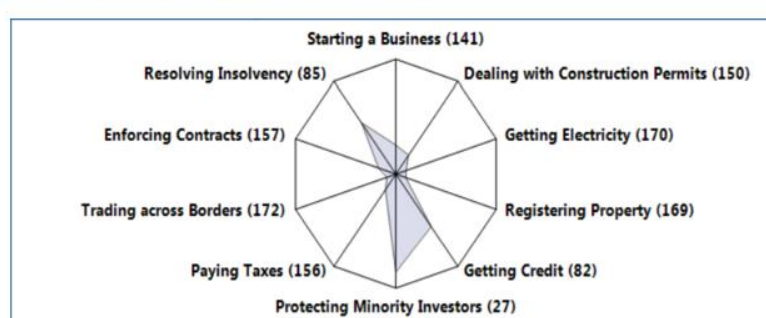 Starting a Business (141)
Resolving Insolvency (85)
Dealing with Construction Permits (150)
Enforcing Contracts (157)
Getting Electricity (170)
Trading across Borders (172)
Registering Property (169)
Paying Taxes (156)
Getting Credit (82)
Protecting Minority Investors (27)